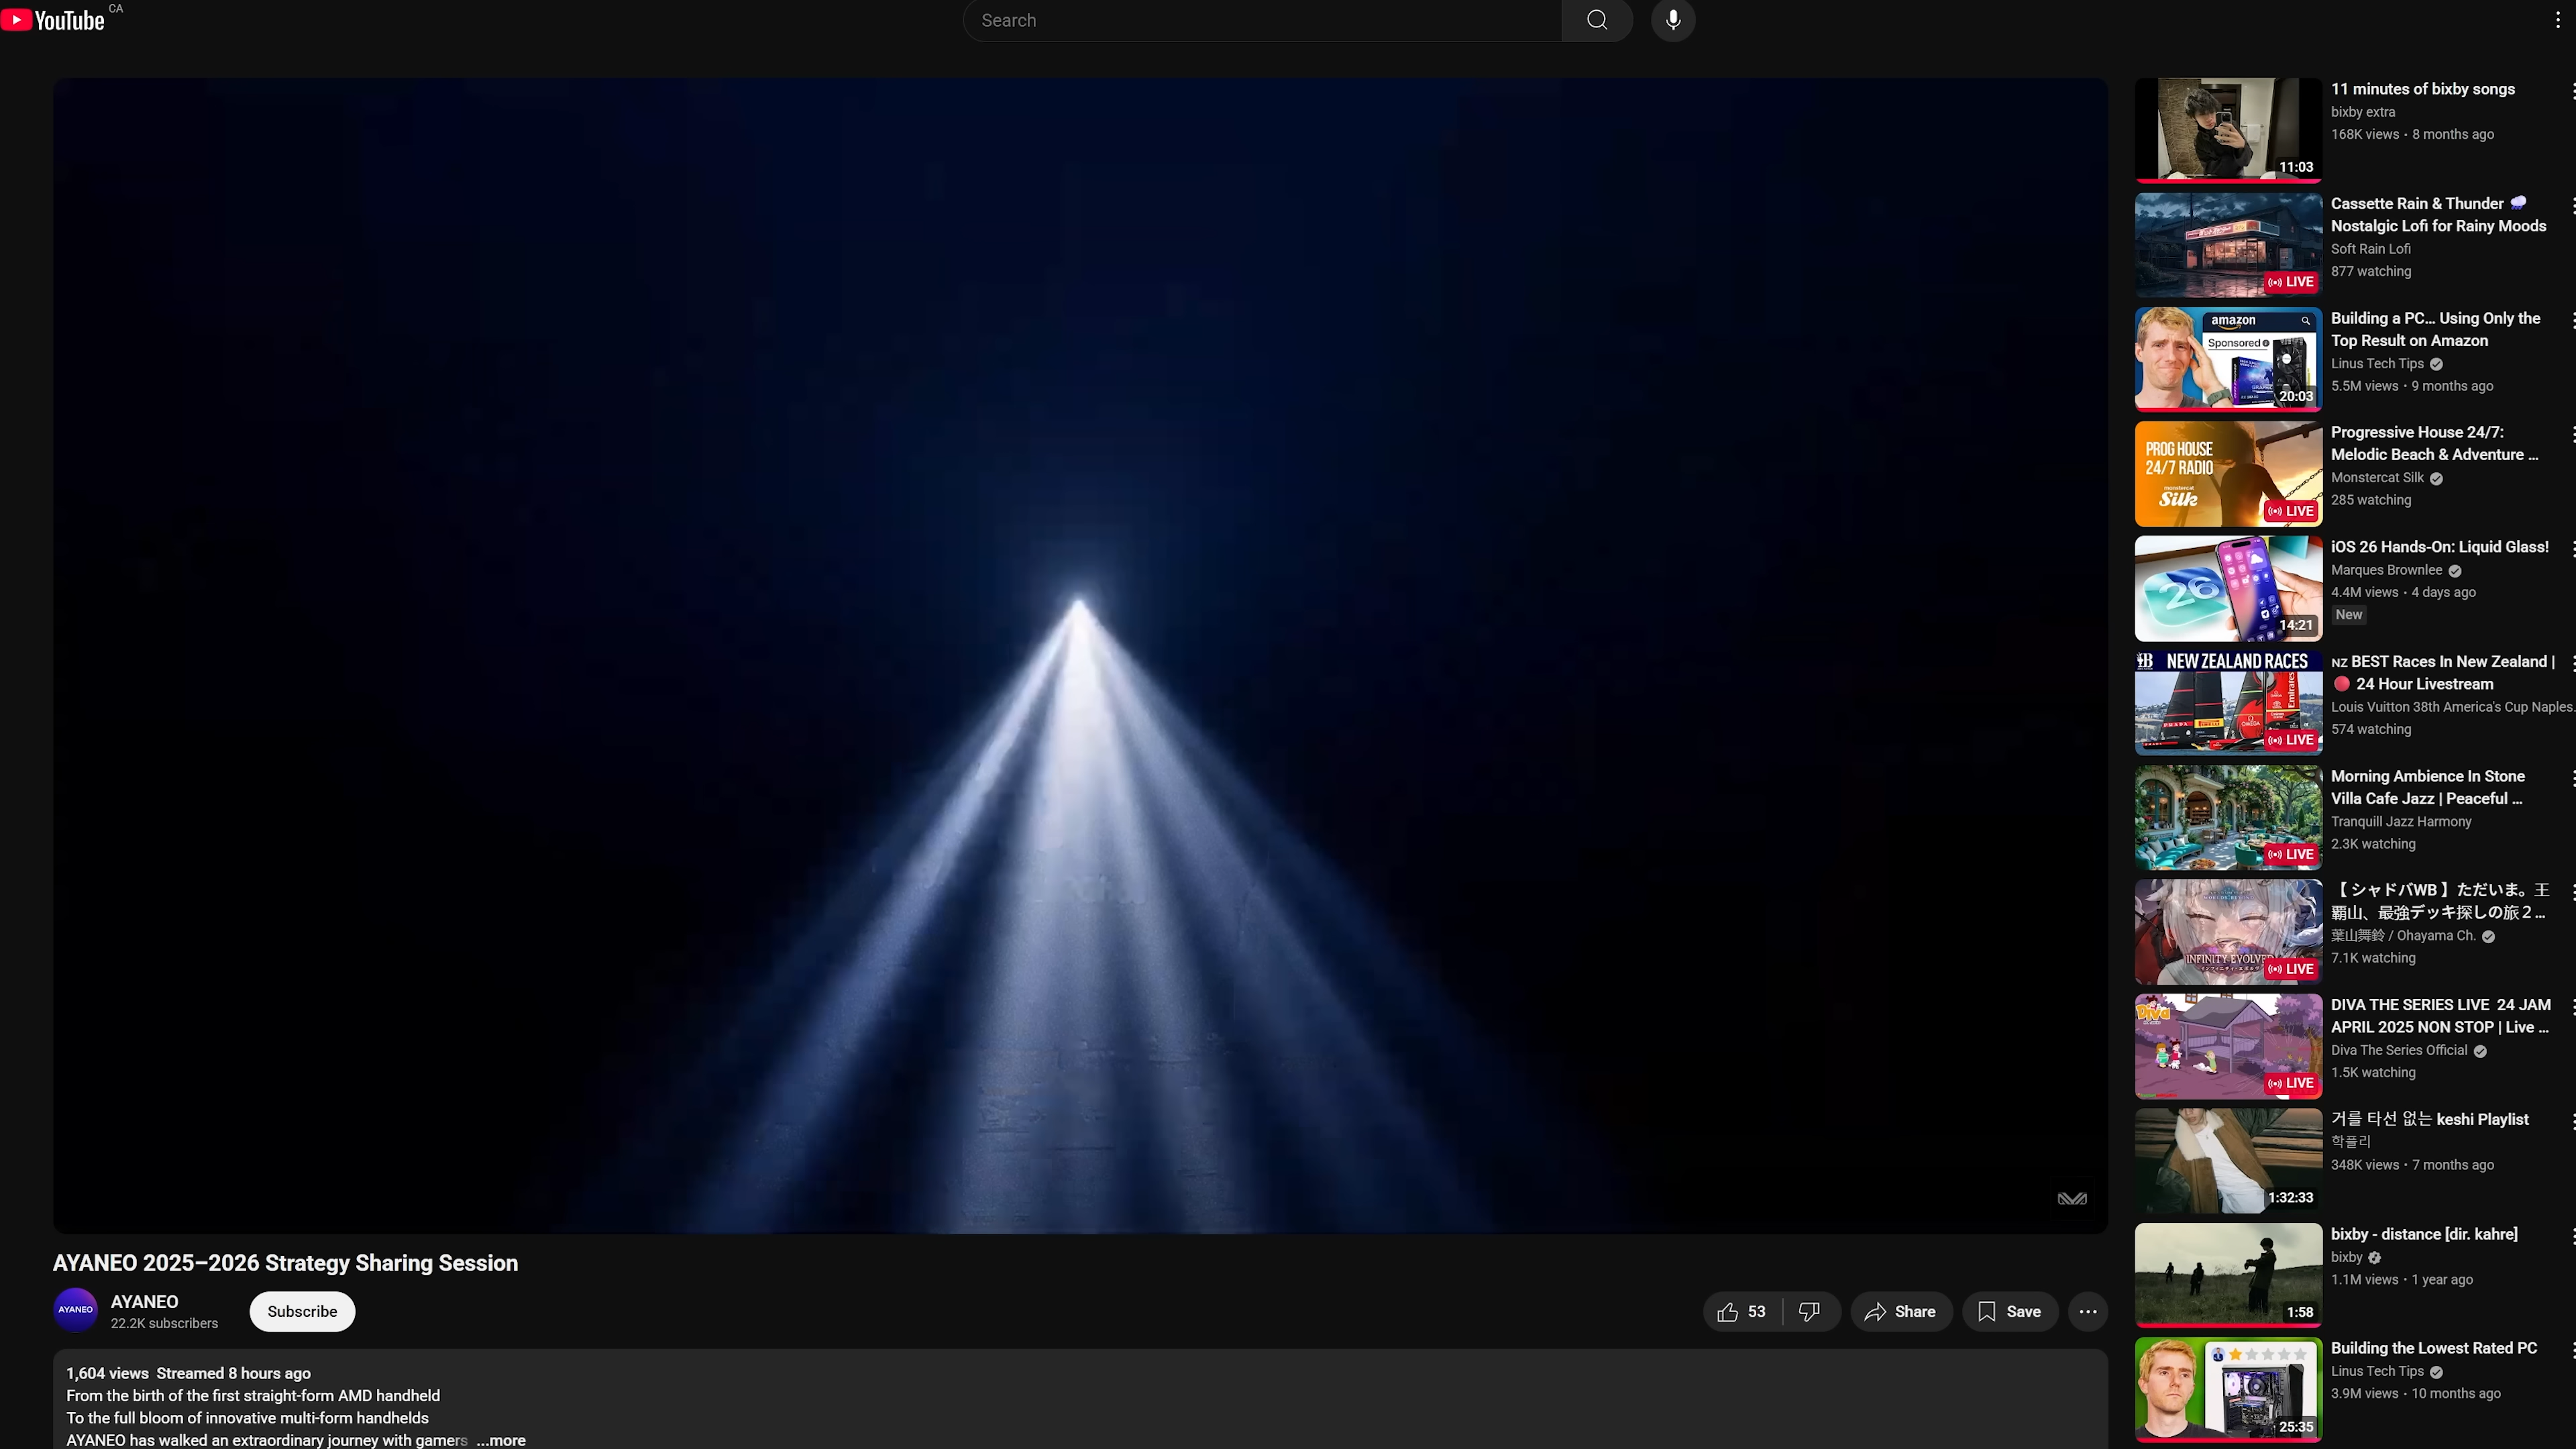 YouTube CA
Search
AYANEO 2025–2026 Strategy Sharing Session
AYANEO
AYANEO
22.2K subscribers
Subscribe
53
Share
Save
1,604 views Streamed 8 hours ago
From the birth of the first straight-form AMD handheld
To the full bloom of innovative multi-form handhelds
AYANEO has walked an extraordinary journey with gamers ...more
11:03
11 minutes of bixby songs
bixby extra
168K views • 8 months ago
LIVE
Cassette Rain & Thunder 🌧️
Nostalgic Lofi for Rainy Moods
Soft Rain Lofi
877 watching
amazon
Sponsored
20:03
Building a PC... Using Only the
Top Result on Amazon
Linus Tech Tips
5.5M views • 9 months ago
PROG HOUSE
24/7 RADIO
monstercat
Silk
LIVE
Progressive House 24/7:
Melodic Beach & Adventure ...
Monstercat Silk
285 watching
26
14:21
iOS 26 Hands-On: Liquid Glass!
Marques Brownlee
4.4M views • 4 days ago
New
NEW ZEALAND RACES
Emirates
PRADA
OMEGA
LIVE
NZ BEST Races In New Zealand |
🔴 24 Hour Livestream
Louis Vuitton 38th America's Cup Naples.
574 watching
LIVE
Morning Ambience In Stone
Villa Cafe Jazz | Peaceful ...
Tranquill Jazz Harmony
2.3K watching
INFINITY EVOLVED
LIVE
【 シャドバWB 】ただいま。王
覇山、最強デッキ探しの旅２...
葉山舞鈴 / Ohayama Ch.
7.1K watching
Diva
LIVE
DIVA THE SERIES LIVE 24 JAM
APRIL 2025 NON STOP | Live ...
Diva The Series Official
1.5K watching
1:32:33
거를 타선 없는 keshi Playlist
학플리
348K views • 7 months ago
1:58
bixby - distance [dir. kahre]
bixby
1.1M views • 1 year ago
25:35
Building the Lowest Rated PC
Linus Tech Tips
3.9M views • 10 months ago